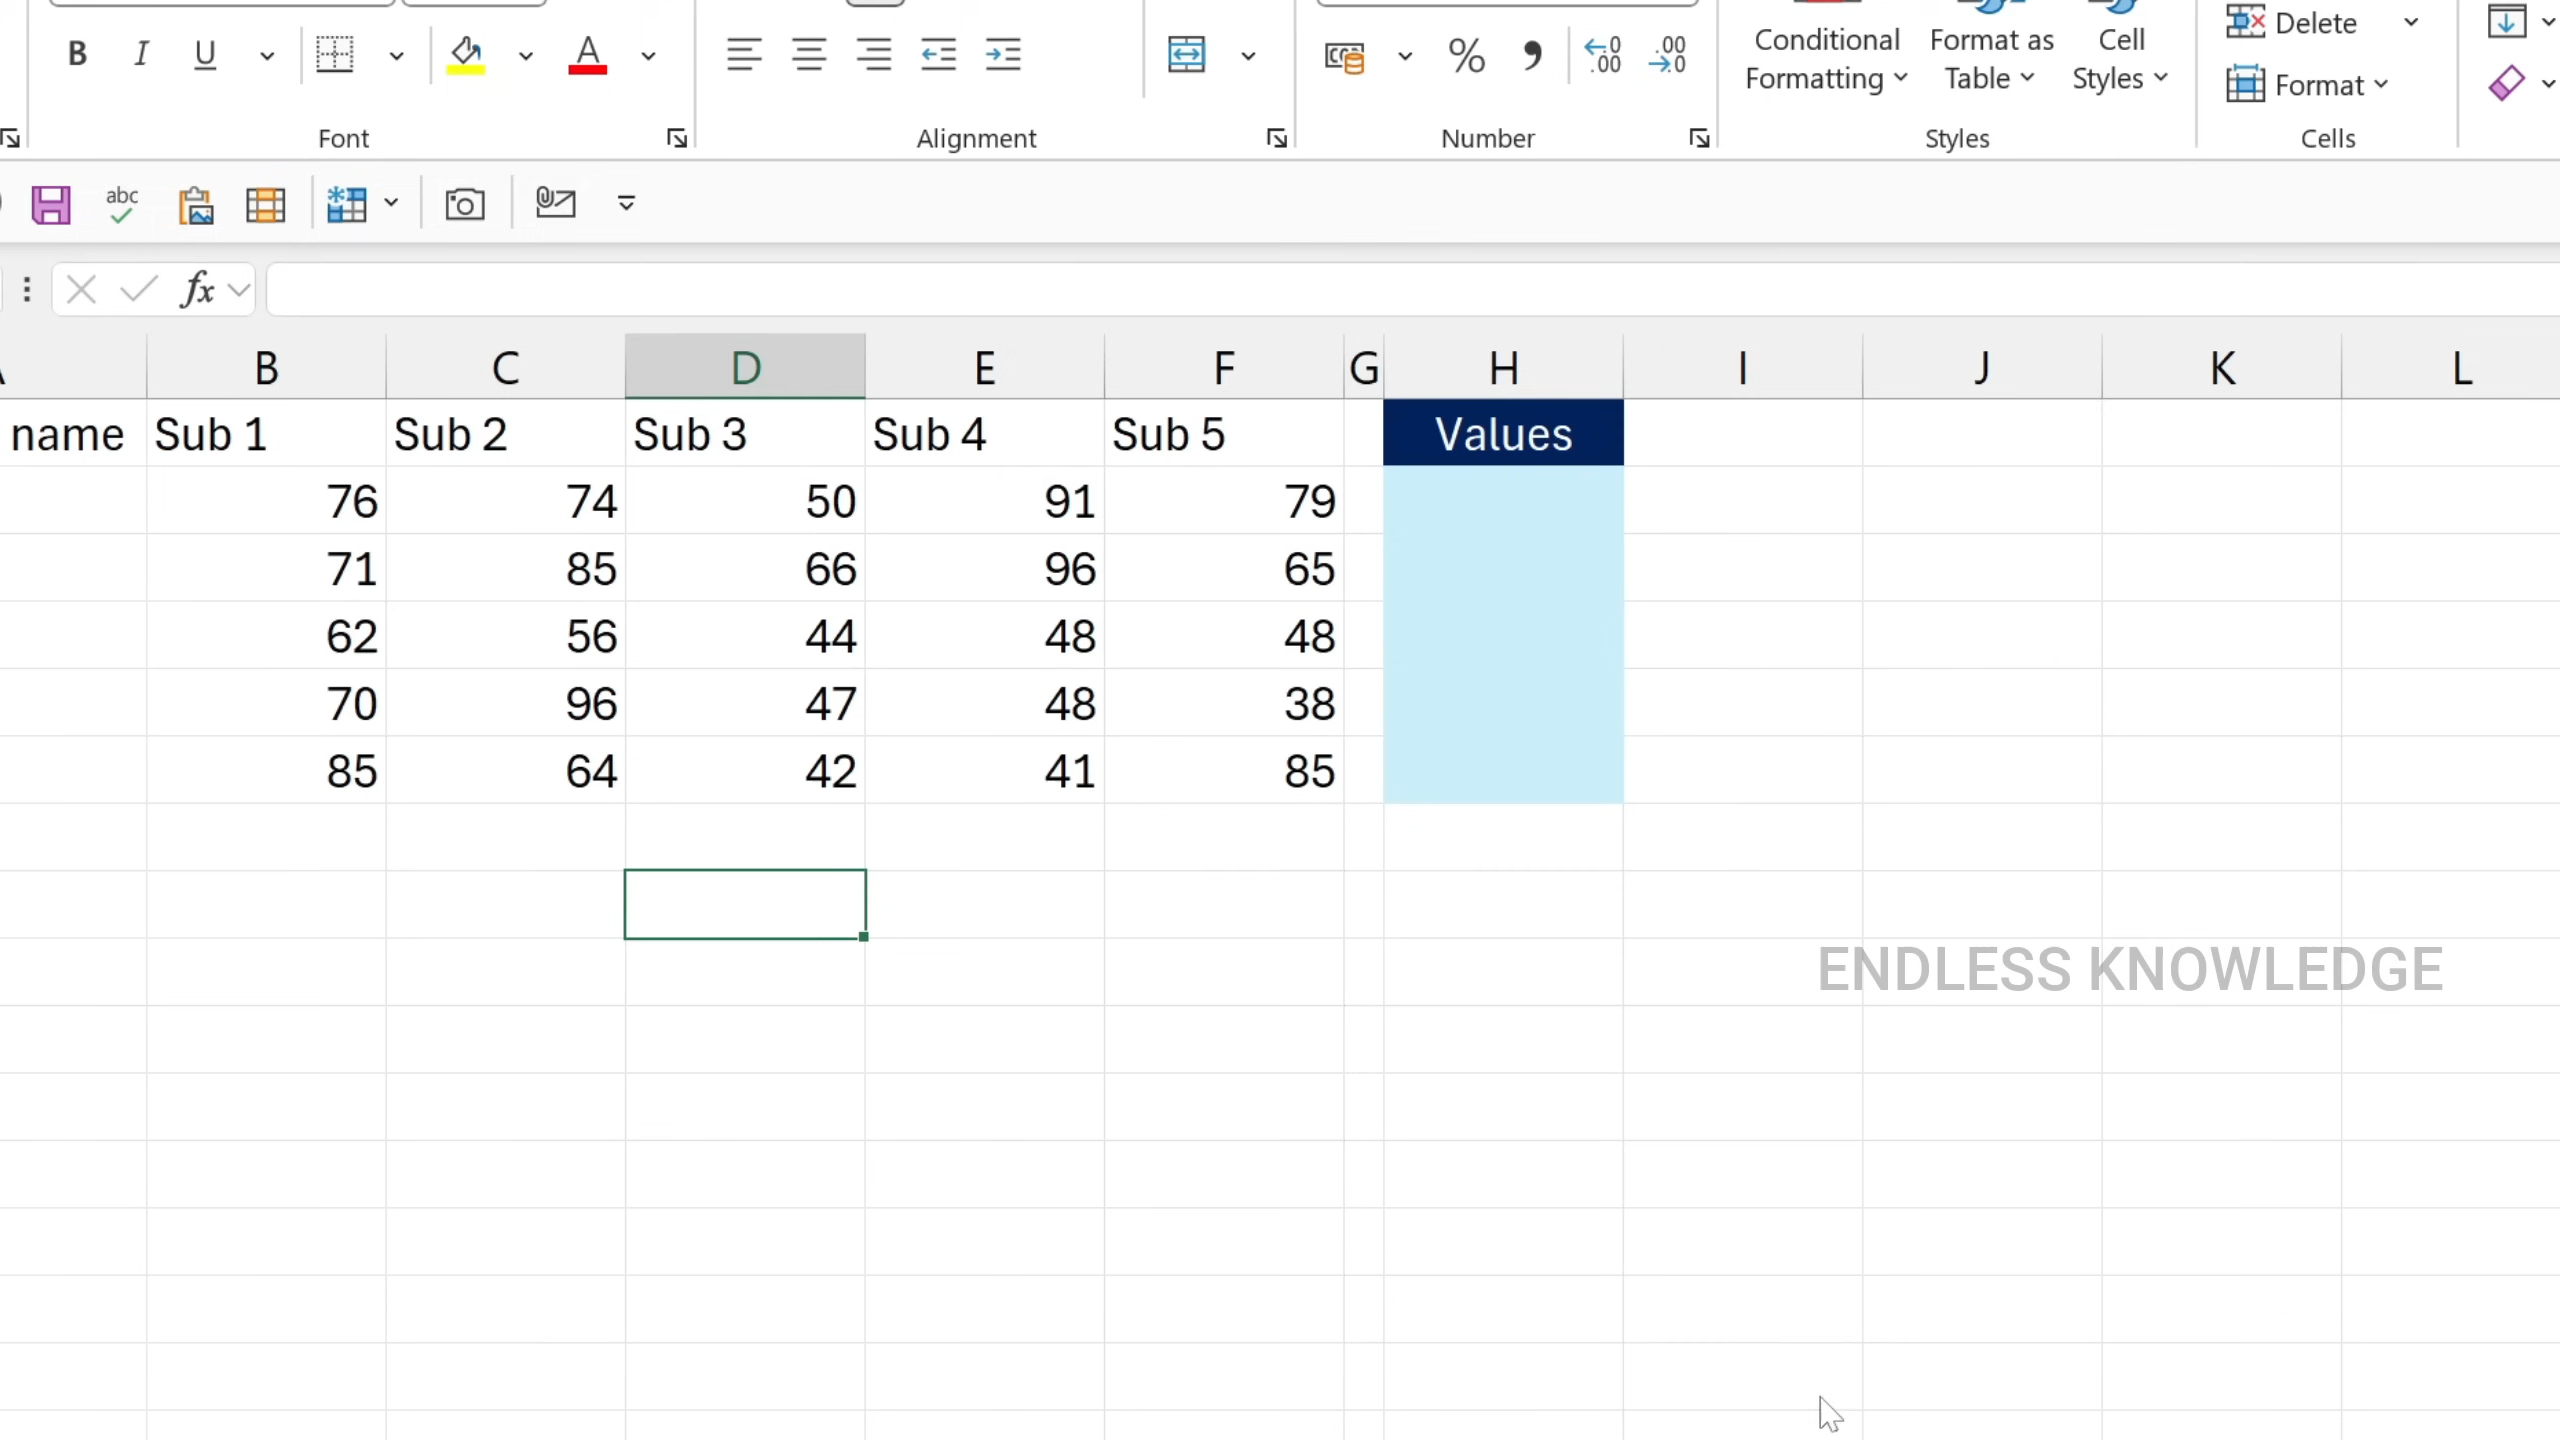 Conditional Format as Cell Delete
B I U A % , .00 .00 Formatting Table Styles Format
Font Alignment Number Styles Cells
abc
fx
B C D E F G H I J K L
name Sub 1 Sub 2 Sub 3 Sub 4 Sub 5 Values
76 74 50 91 79
71 85 66 96 65
62 56 44 48 48
70 96 47 48 38
85 64 42 41 85
ENDLESS KNOWLEDGE